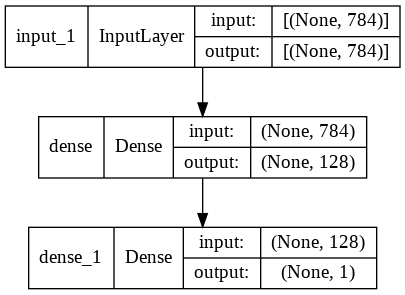 input_1 InputLayer input: [(None, 784)]
output: [(None, 784)]
dense Dense input: (None, 784)
output: (None, 128)
dense_1 Dense input: (None, 128)
output: (None, 1)